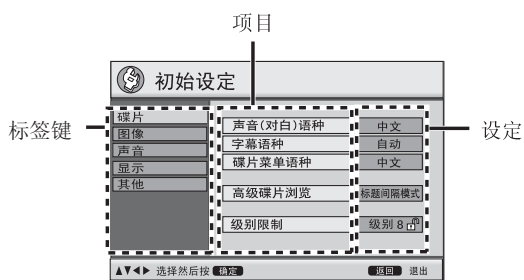 项目
初始设定
标签键
设定
碟片
图像
声音
显示
其他
声音(对白)语种 中文
字幕语种 自动
碟片菜单语种 中文
高级碟片浏览 标题间隔模式
级别限制 级别 8
▲▼◀▶ 选择然后按 确定 返回 退出